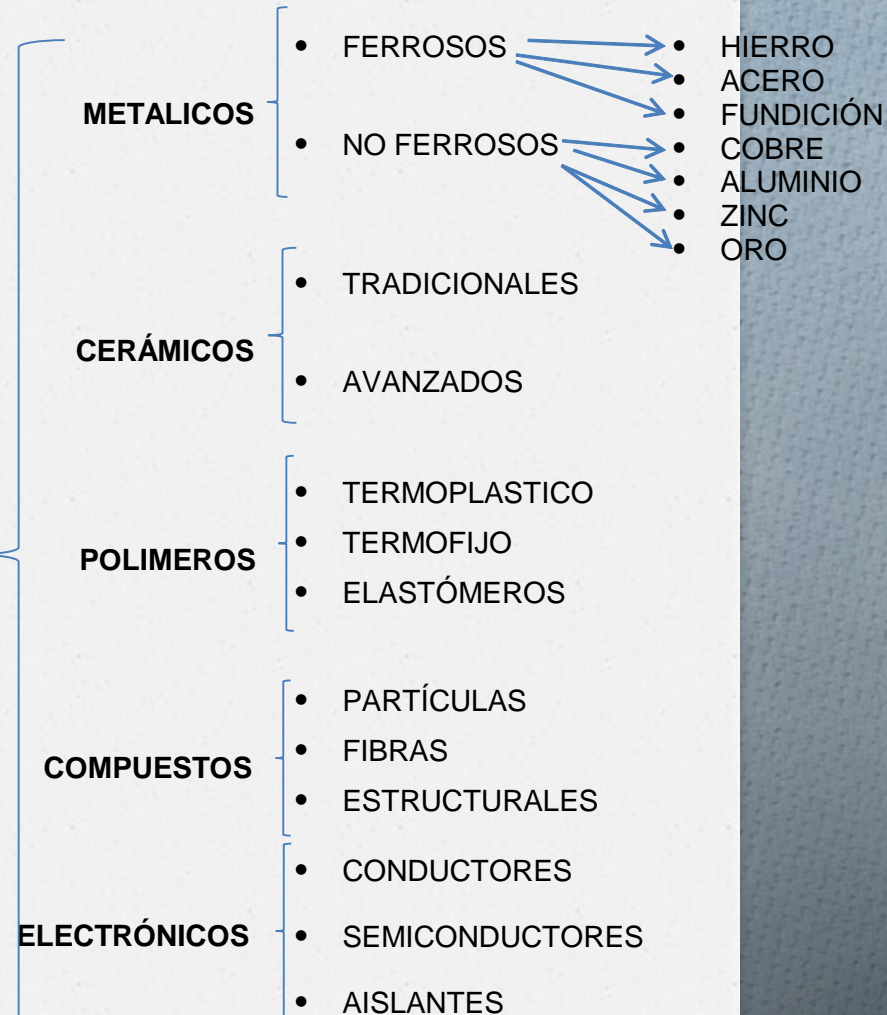 METALICOS
• FERROSOS
• NO FERROSOS
• HIERRO
• ACERO
• FUNDICIÓN
• COBRE
• ALUMINIO
• ZINC
• ORO
CERÁMICOS
• TRADICIONALES
• AVANZADOS
POLIMEROS
• TERMOPLASTICO
• TERMOFIJO
• ELASTÓMEROS
COMPUESTOS
• PARTÍCULAS
• FIBRAS
• ESTRUCTURALES
ELECTRÓNICOS
• CONDUCTORES
• SEMICONDUCTORES
• AISLANTES